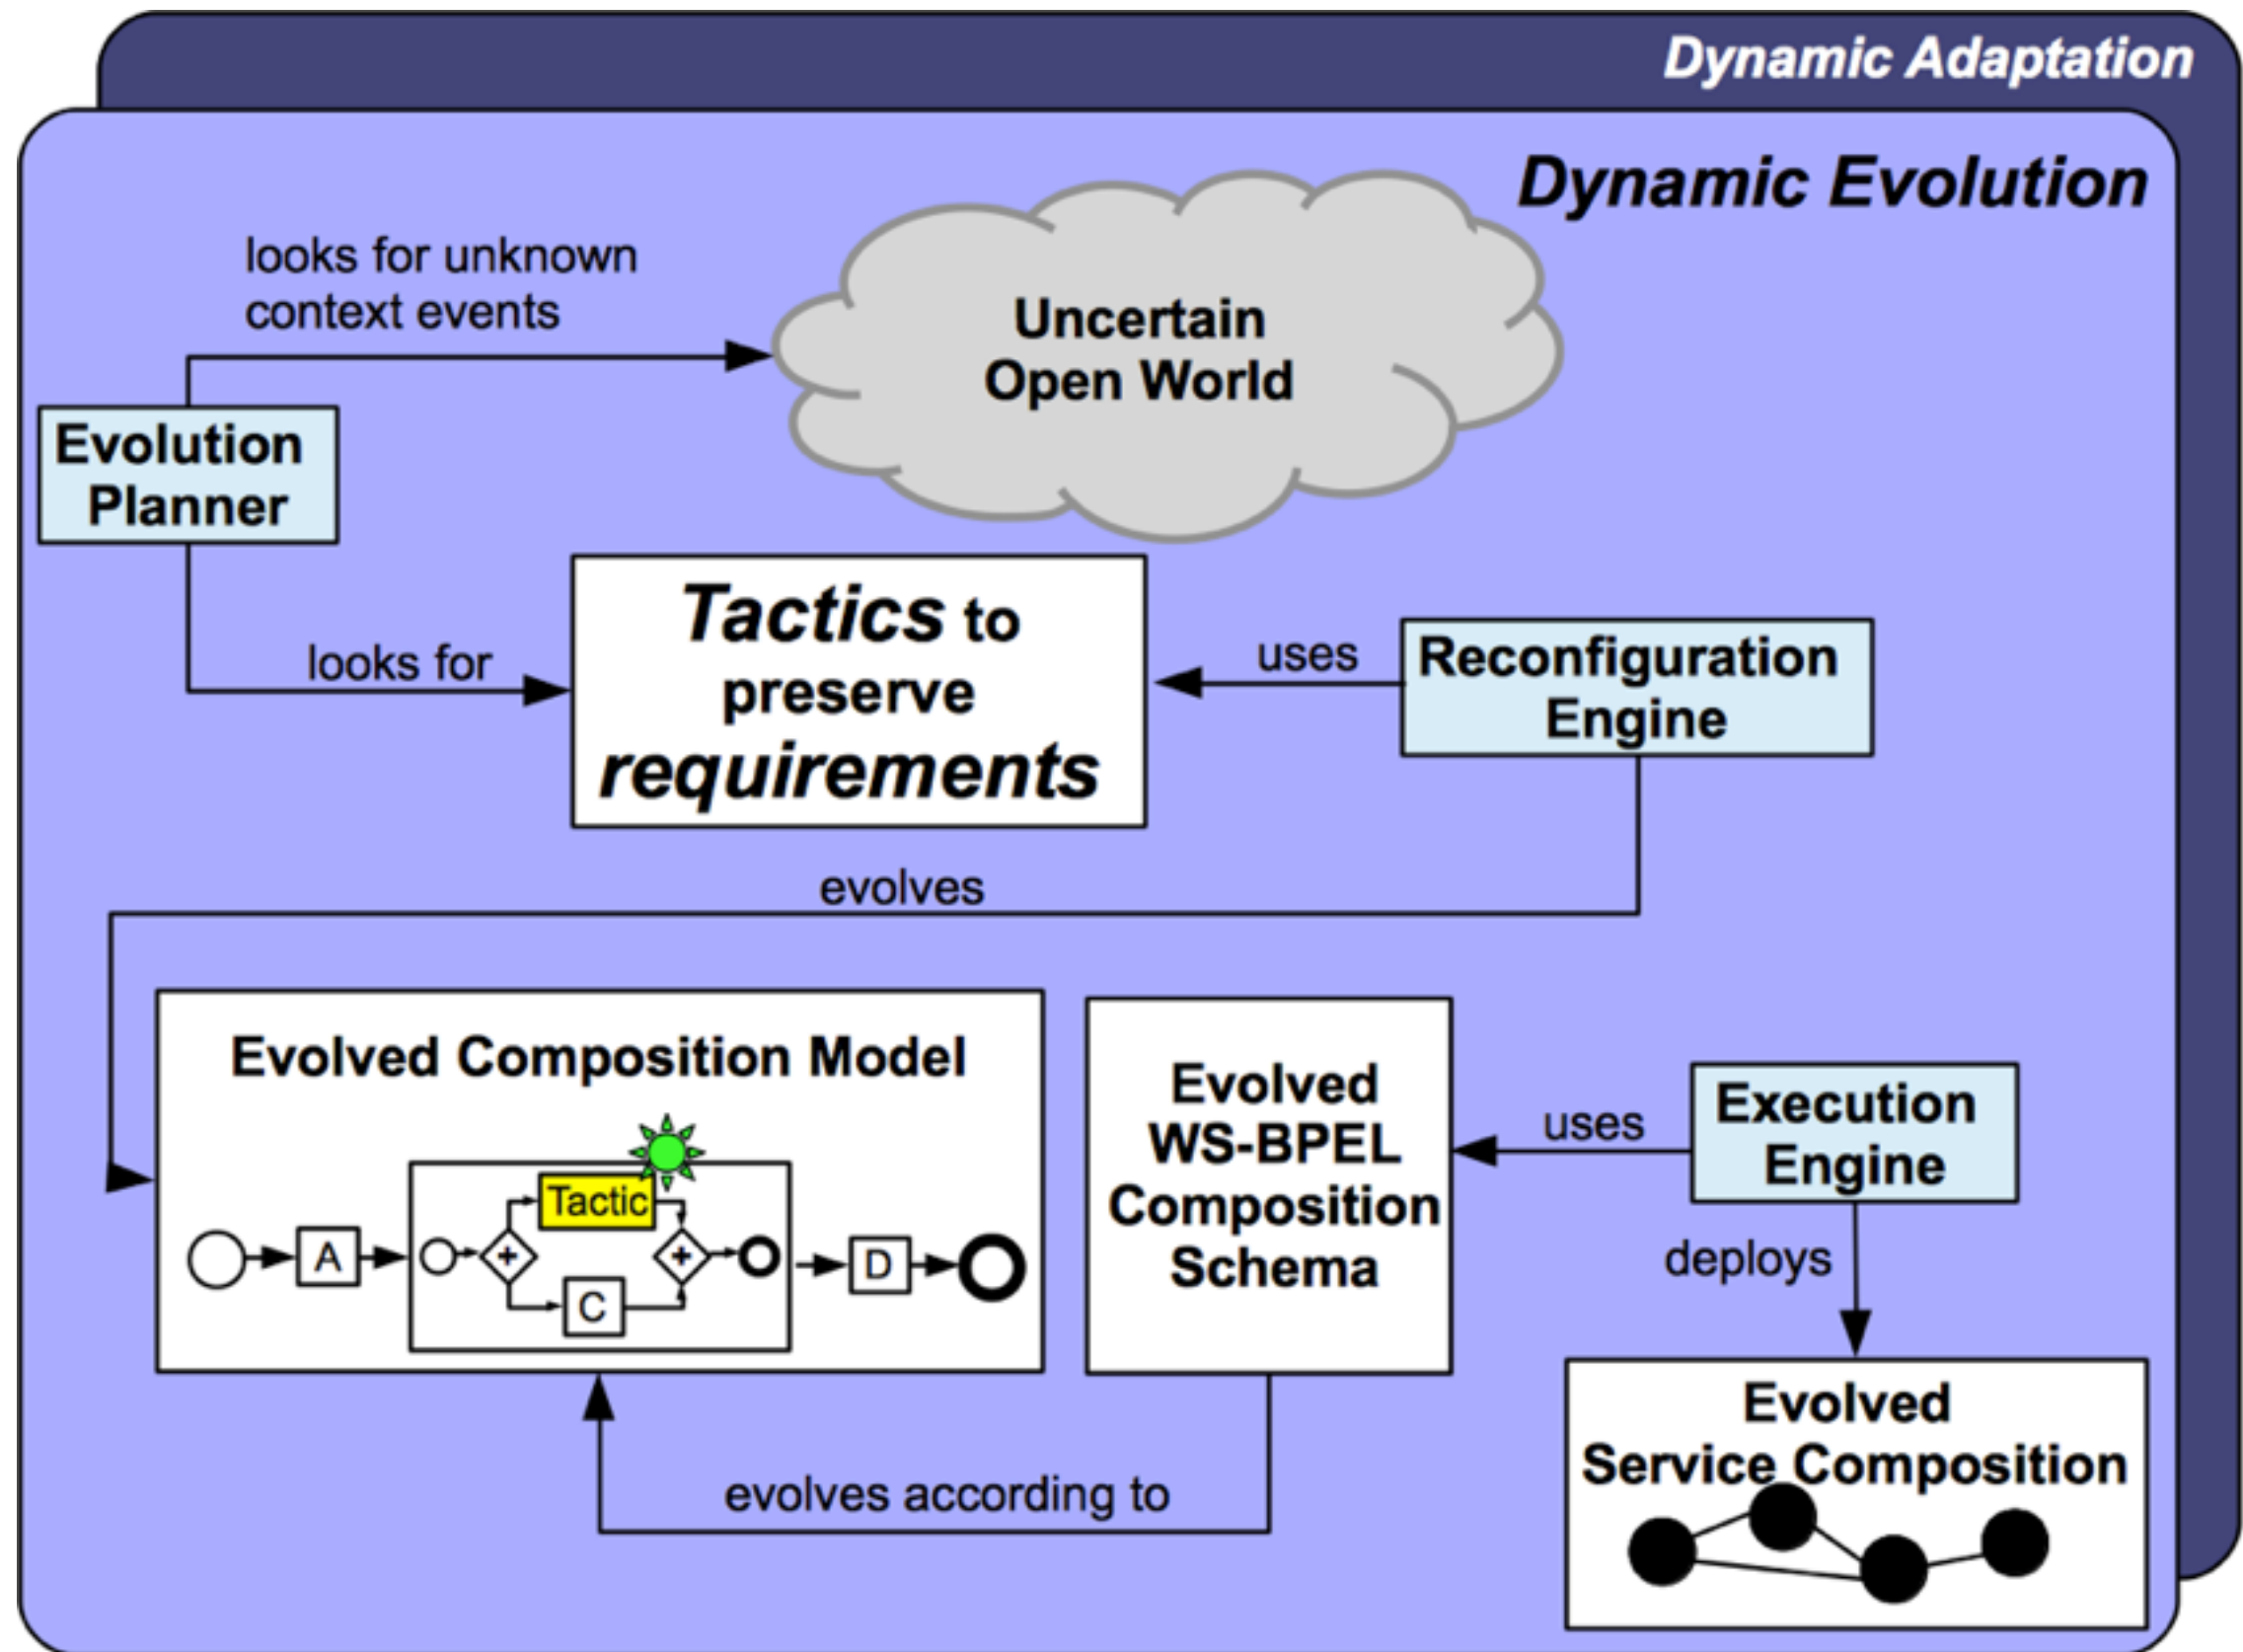 Dynamic Adaptation
Dynamic Evolution
looks for unknown
context events
Uncertain
Open World
Evolution
Planner
looks for
Tactics to
preserve
requirements
uses
Reconfiguration
Engine
evolves
Evolved Composition Model
Tactic
A
+
+
C
D
Evolved
WS-BPEL
Composition
Schema
uses
Execution
Engine
deploys
evolves according to
Evolved
Service Composition